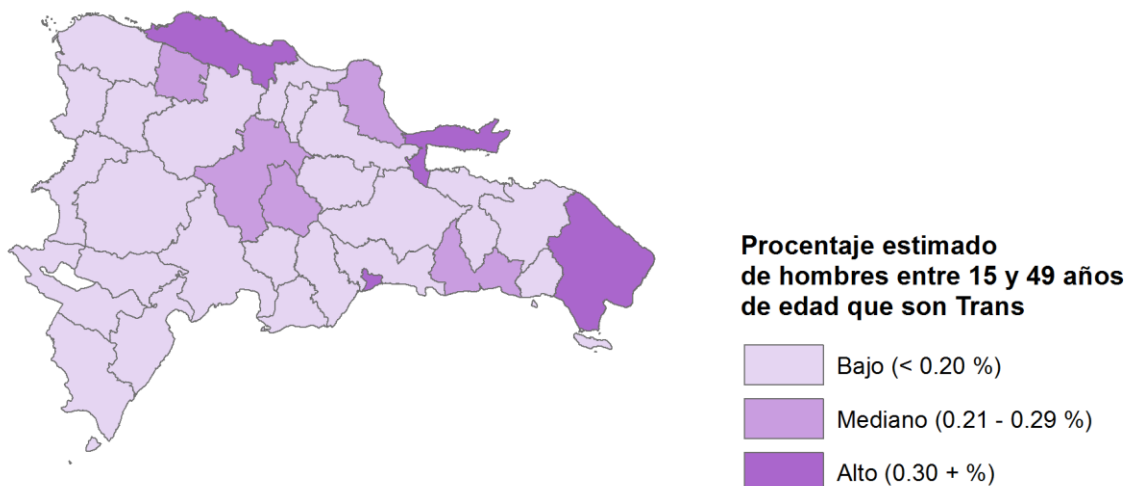 Procentaje estimado
de hombres entre 15 y 49 años
de edad que son Trans
Bajo (< 0.20 %)
Mediano (0.21 - 0.29 %)
Alto (0.30 + %)